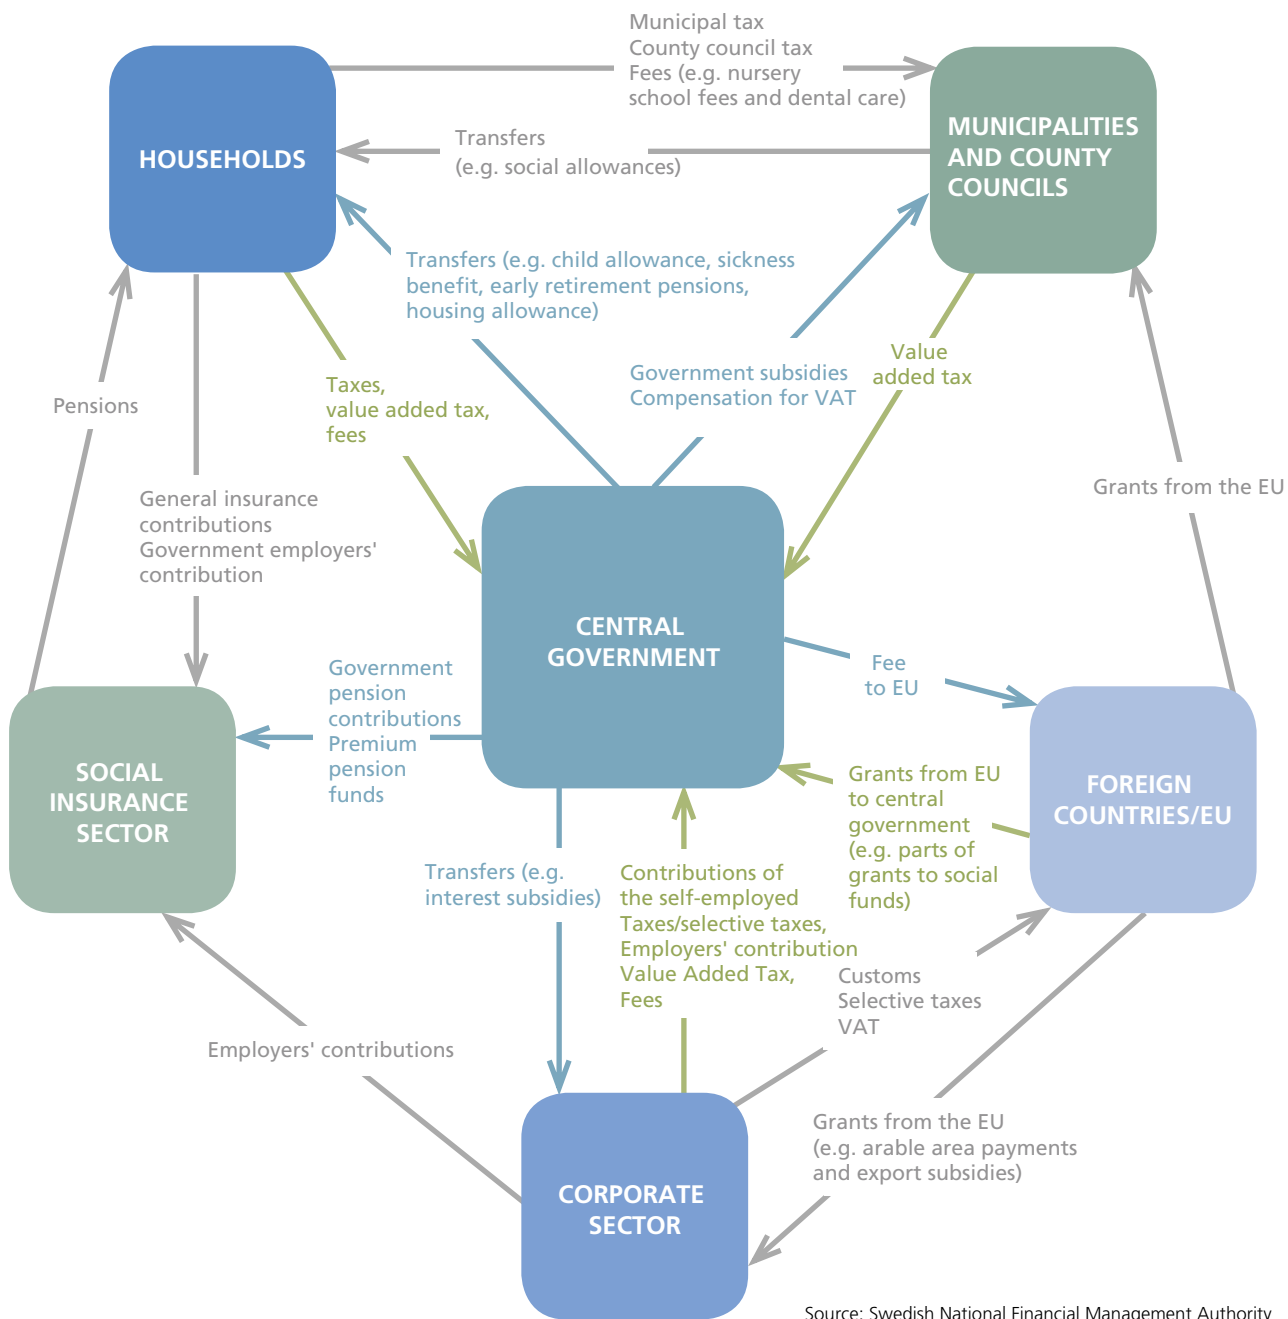 Municipal tax
County council tax
Fees (e.g. nursery
school fees and dental care)
HOUSEHOLDS
MUNICIPALITIES
AND COUNTY
COUNCILS
Transfers
(e.g. social allowances)
Transfers (e.g. child allowance, sickness
benefit, early retirement pensions,
housing allowance)
Government subsidies
Compensation for VAT
Value
added tax
Taxes,
value added tax,
fees
Pensions
General insurance
contributions
Government employers'
contribution
Grants from the EU
CENTRAL
GOVERNMENT
Fee
to EU
Government
pension
contributions
Premium
pension
funds
SOCIAL
INSURANCE
SECTOR
Grants from EU
to central
government
(e.g. parts of
grants to social
funds)
FOREIGN
COUNTRIES/EU
Transfers (e.g.
interest subsidies)
Contributions of
the self-employed
Taxes/selective taxes,
Employers' contribution
Value Added Tax,
Fees
Customs
Selective taxes
VAT
Employers' contributions
Grants from the EU
(e.g. arable area payments
and export subsidies)
CORPORATE
SECTOR
Source: Swedish National Financial Management Authority